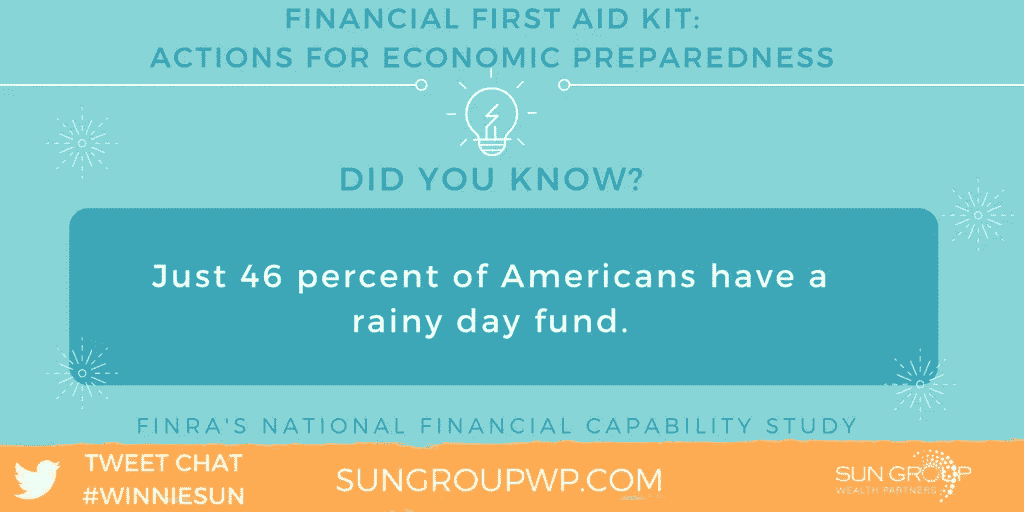 FINANCIAL FIRST AID KIT:
ACTIONS FOR ECONOMIC PREPAREDNESS
DID YOU KNOW?
Just 46 percent of Americans have a
rainy day fund.
FINRA'S NATIONAL FINANCIAL CAPABILITY STUDY
TWEET CHAT
#WINNIESUN
SUNGROUPWP.COM
SUN GROUP
WEALTH PARTNERS